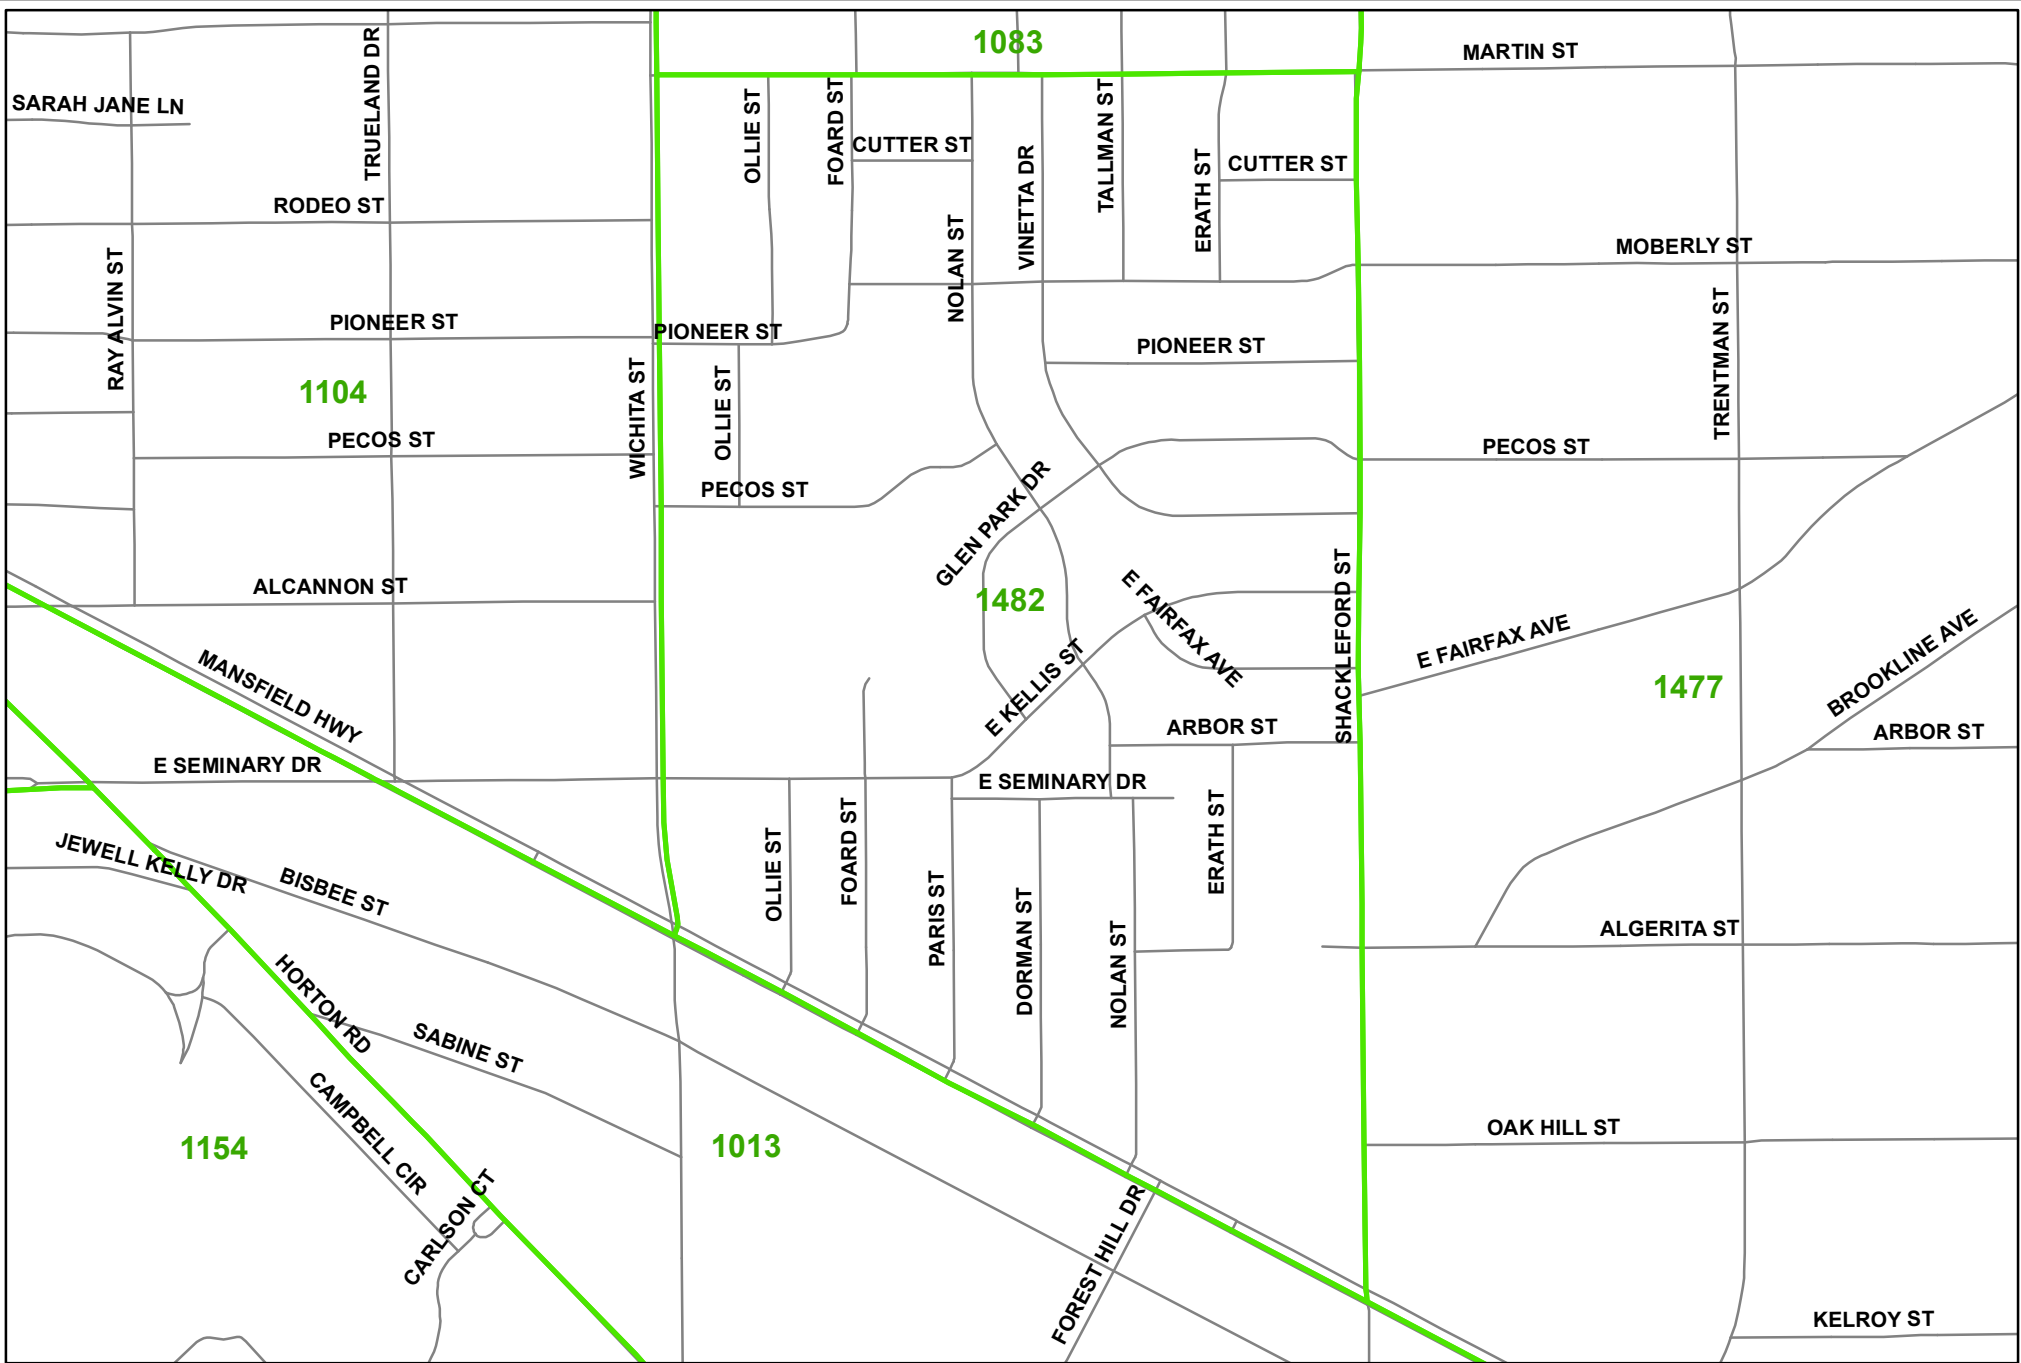 1083
MARTIN ST
TRUELAND DR
SARAH JANE LN
OLLIE ST
FOARD ST
CUTTER ST
VINETTA DR
TALLMAN ST
ERATH ST
CUTTER ST
RODEO ST
NOLAN ST
MOBERLY ST
RAY ALVIN ST
PIONEER ST
PIONEER ST
PIONEER ST
TRENTMAN ST
1104
WICHITA ST
OLLIE ST
PECOS ST
PECOS ST
PECOS ST
GLEN PARK DR
ALCANNON ST
1482
E FAIRFAX AVE
SHACKLEFORD ST
E FAIRFAX AVE
1477
BROOKLINE AVE
MANSFIELD HWY
E KELLIS ST
ARBOR ST
ARBOR ST
E SEMINARY DR
E SEMINARY DR
JEWELL KELLY DR
BISBEE ST
OLLIE ST
FOARD ST
PARIS ST
DORMAN ST
NOLAN ST
ERATH ST
ALGERITA ST
HORTON RD
SABINE ST
CAMPBELL CIR
1154
1013
OAK HILL ST
CARLSON CT
FOREST HILL DR
KELROY ST